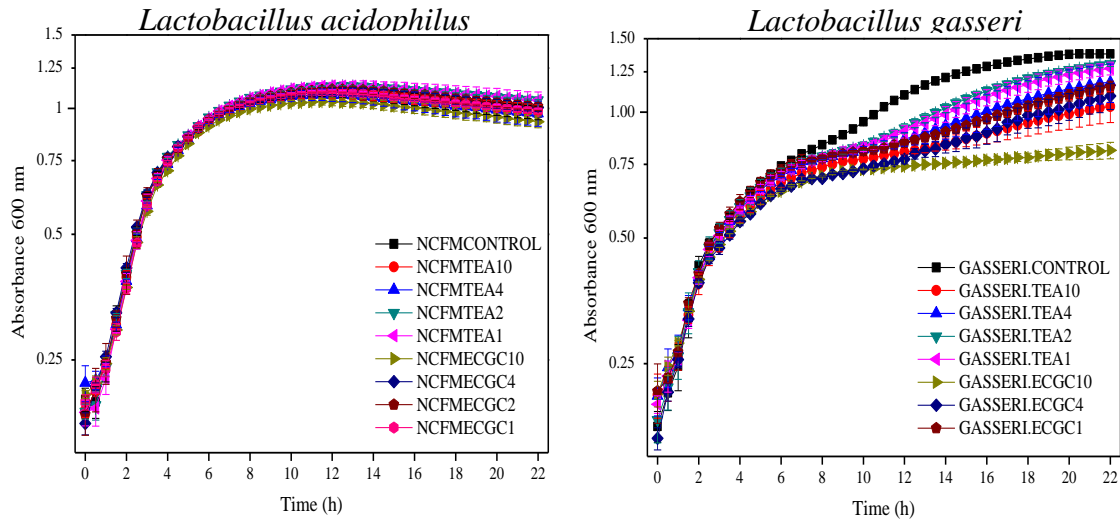 Lactobacillus acidophilus
1.5
1.25
1
0.75
0.5
0.25
Absorbance 600 nm
NCFMCONTROL
NCFMTEA10
NCFMTEA4
NCFMTEA2
NCFMTEA1
NCFMECGC10
NCFMECGC4
NCFMECGC2
NCFMECGC1
0 2 4 6 8 10 12 14 16 18 20 22
Time (h)
Lactobacillus gasseri
1.50
1.25
1.00
0.75
0.50
0.25
Absorbance 600 nm
GASSERI.CONTROL
GASSERI.TEA10
GASSERI.TEA4
GASSERI.TEA2
GASSERI.TEA1
GASSERI.ECGC10
GASSERI.ECGC4
GASSERI.ECGC1
0 2 4 6 8 10 12 14 16 18 20 22
Time (h)